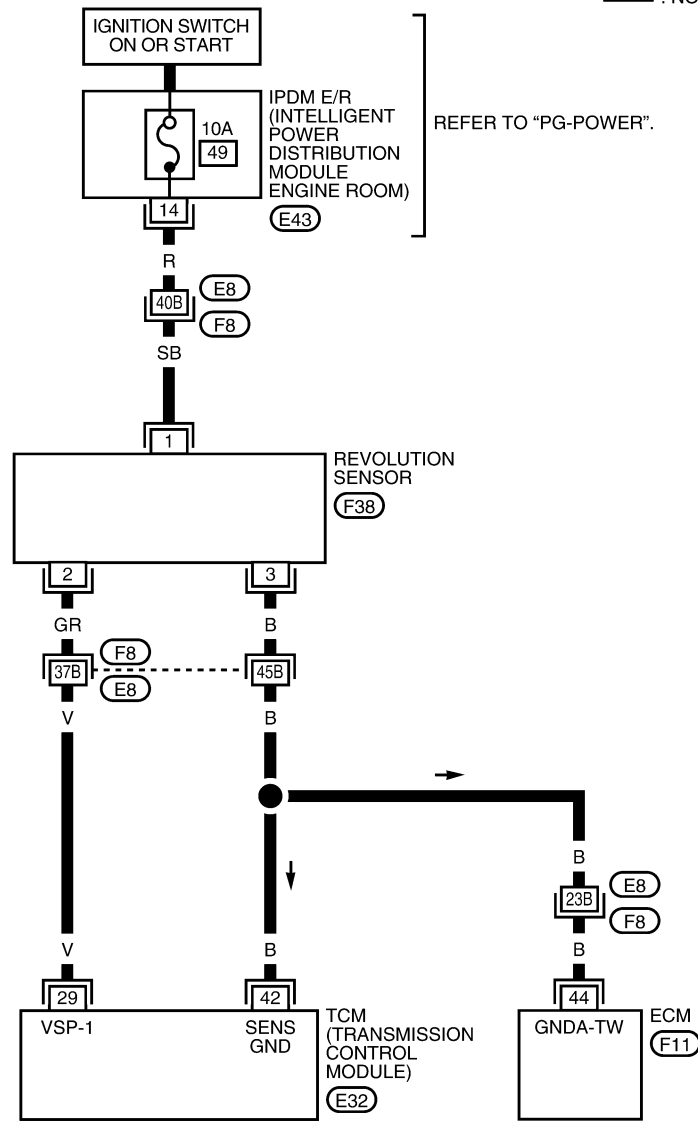 : NO
IGNITION SWITCH
ON OR START
IPDM E/R
(INTELLIGENT
POWER
DISTRIBUTION
MODULE
ENGINE ROOM)
10A
49
REFER TO “PG-POWER”.
14
E43
R
40B
E8
F8
SB
1
REVOLUTION
SENSOR
F38
2
3
GR
B
37B
F8
E8
45B
V
B
B
23B
E8
F8
V
B
B
29
42
44
VSP-1
SENS
GND
TCM
(TRANSMISSION
CONTROL
MODULE)
E32
GNDA-TW
ECM
F11